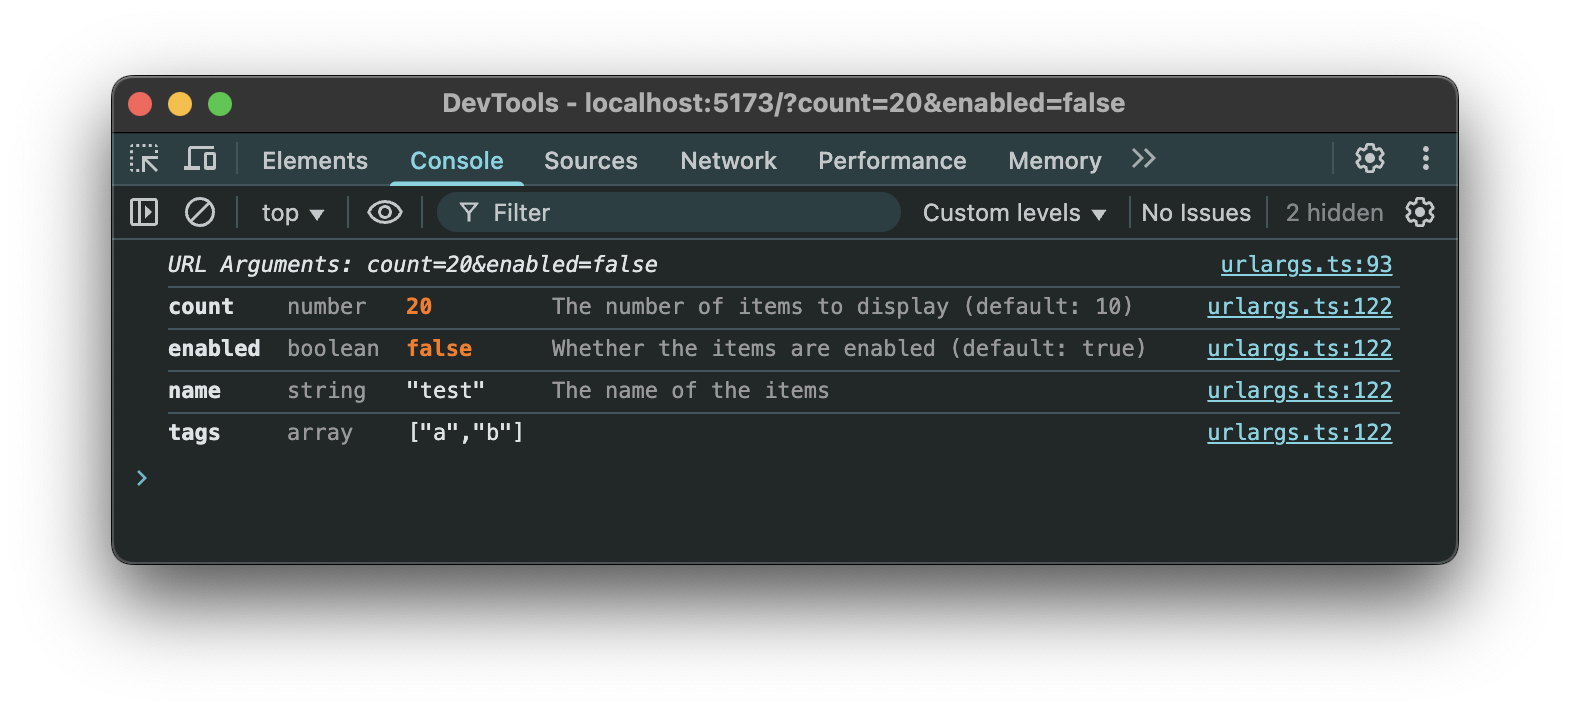 DevTools - localhost:5173/?count=20&enabled=false
Elements Console Sources Network Performance Memory
top Filter Custom levels No Issues 2 hidden
URL Arguments: count=20&enabled=false urlargs.ts:93
count number 20 The number of items to display (default: 10) urlargs.ts:122
enabled boolean false Whether the items are enabled (default: true) urlargs.ts:122
name string "test" The name of the items urlargs.ts:122
tags array ["a","b"] urlargs.ts:122